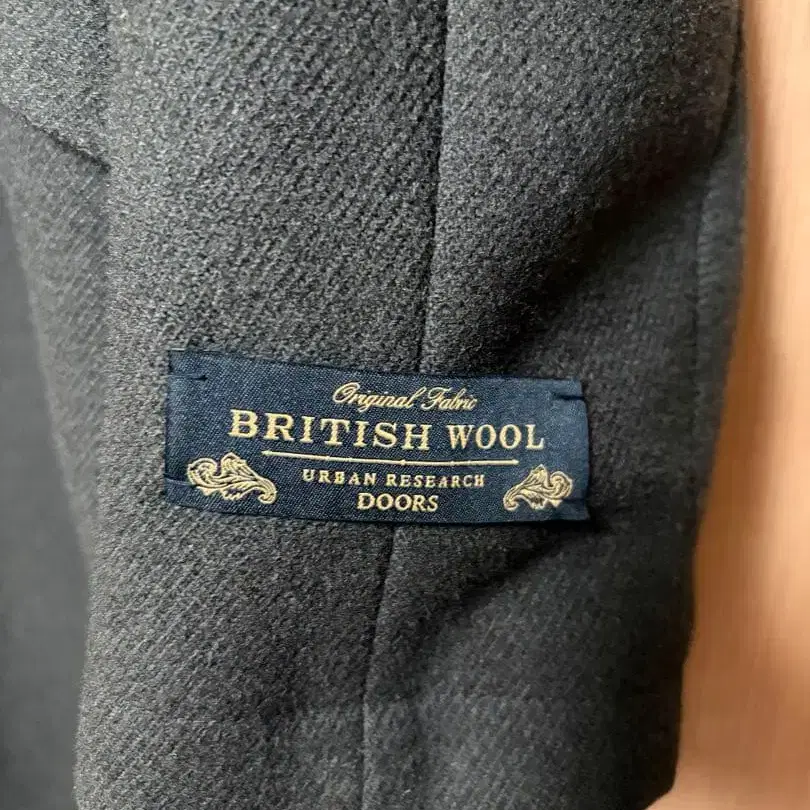 Original Fabric
BRITISH WOOL
URBAN RESEARCH
DOORS